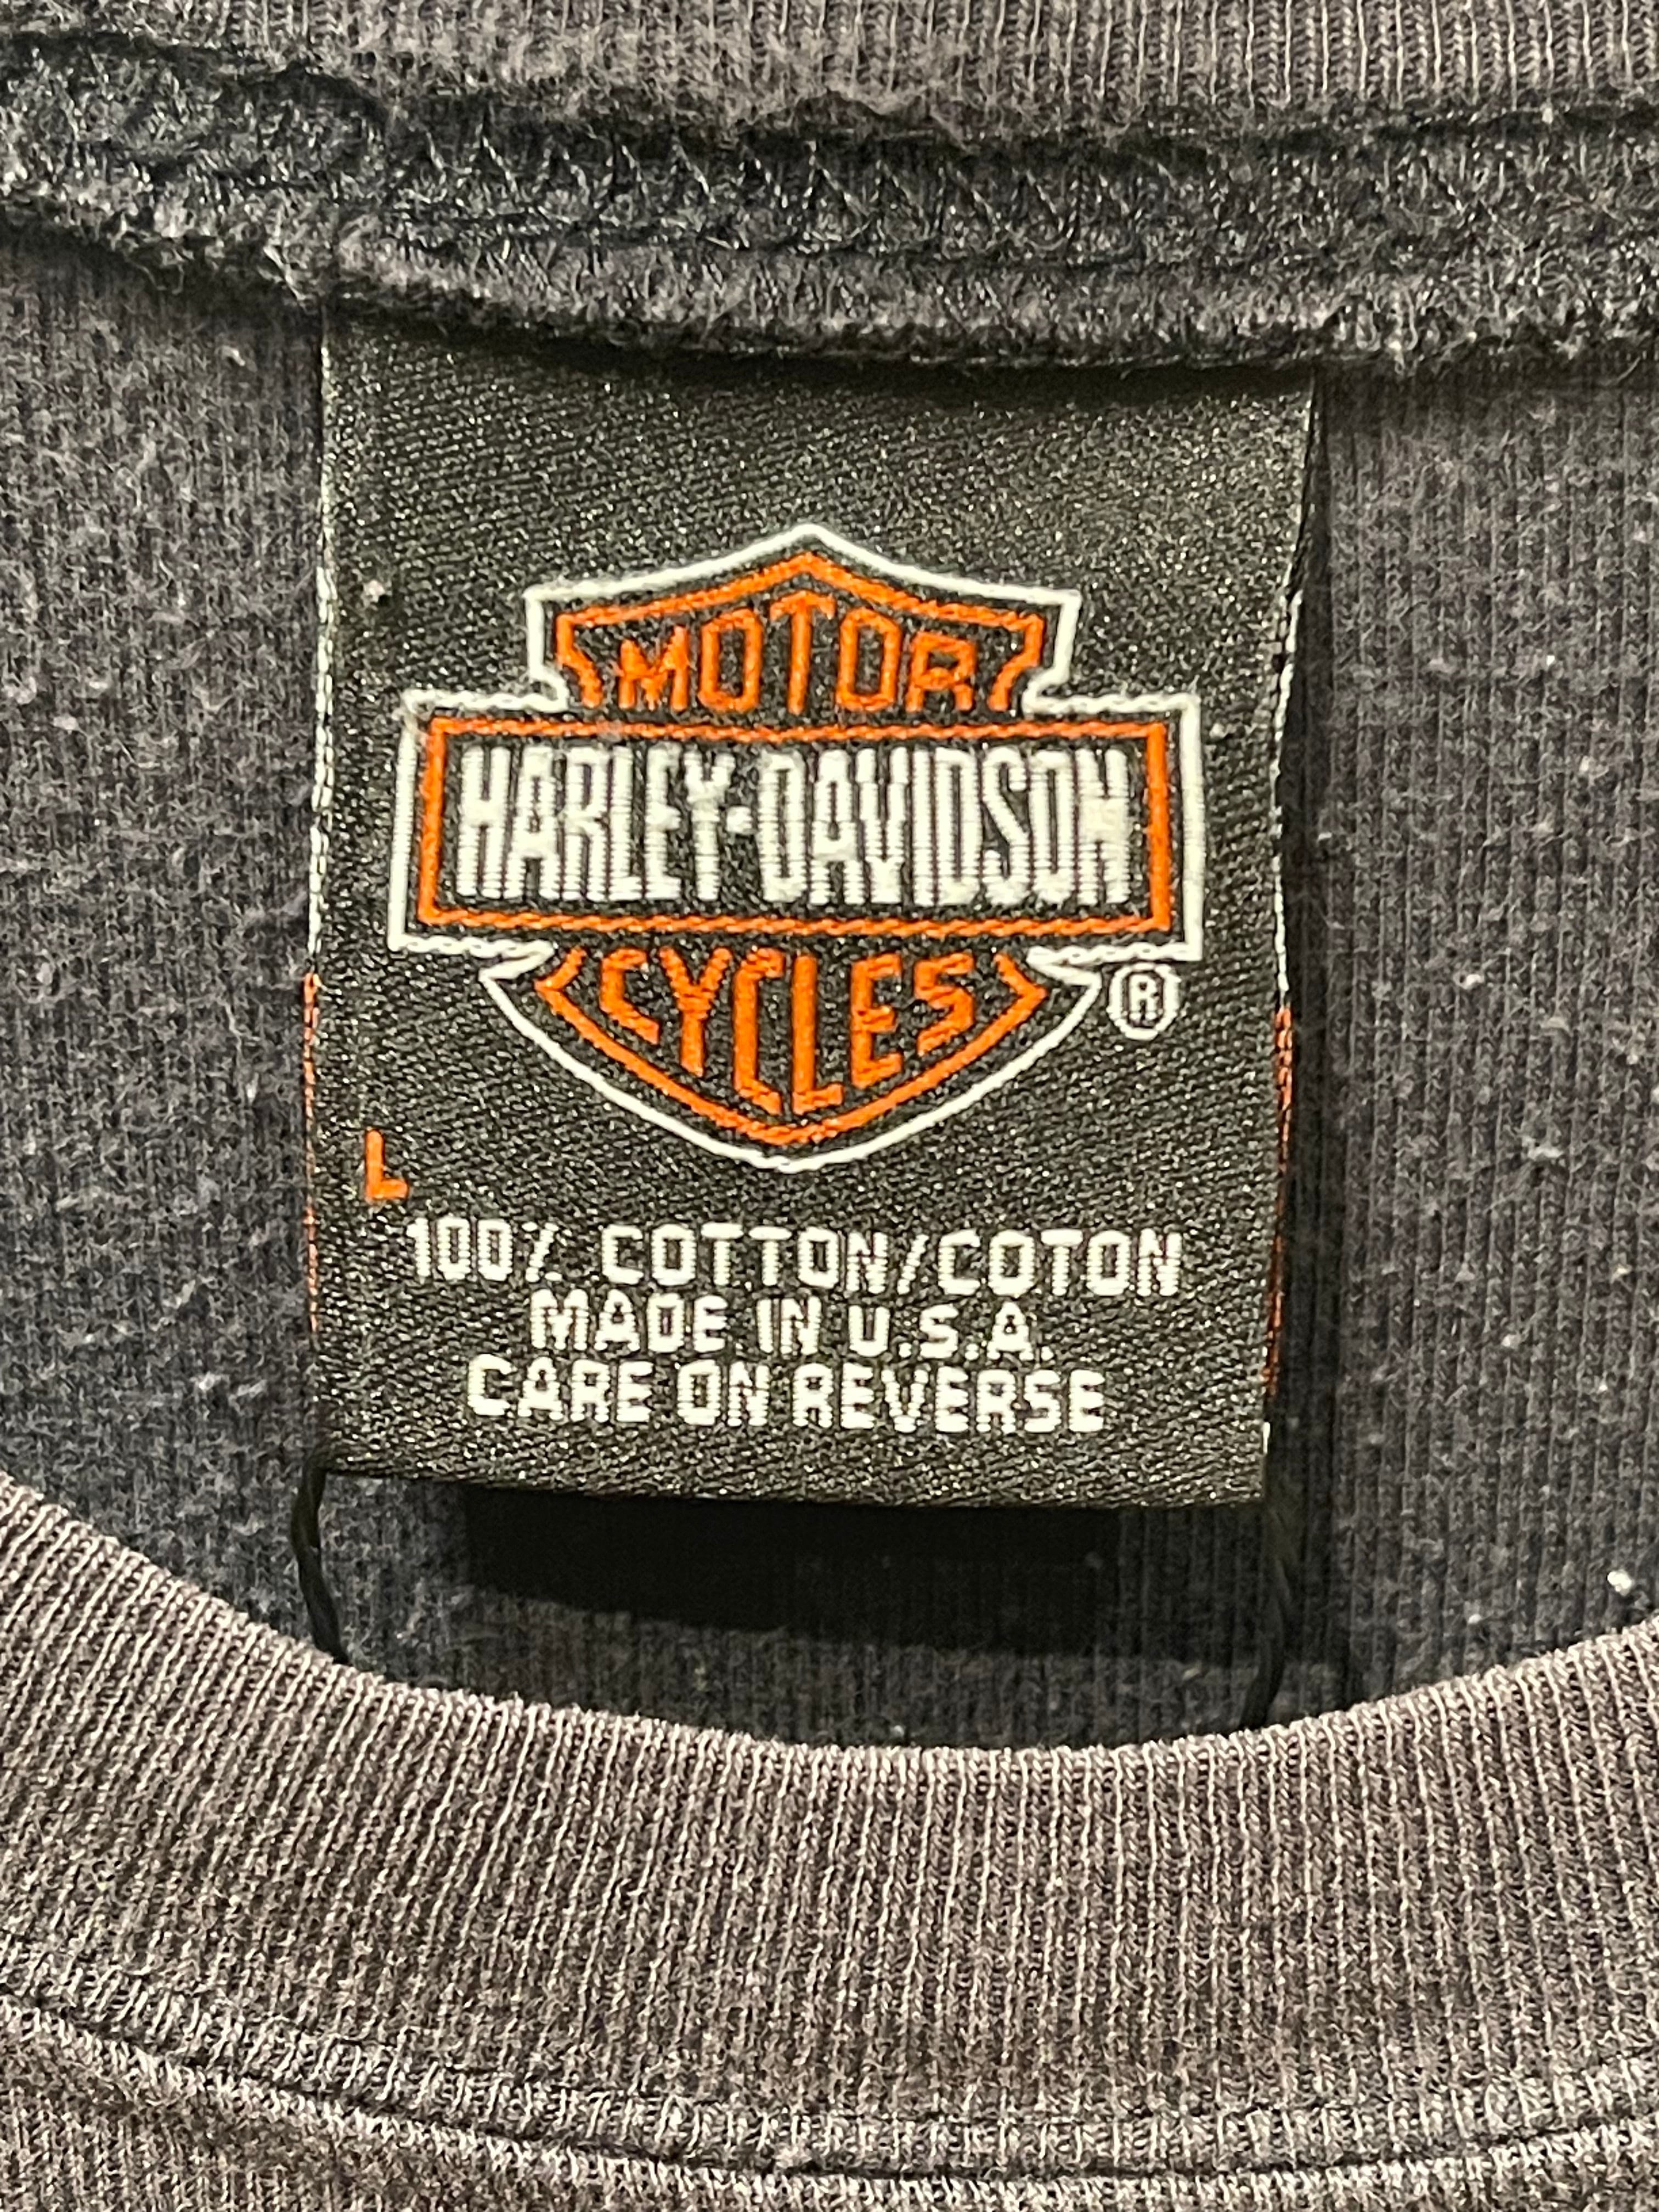 MOTOR
HARLEY-DAVIDSON
CYCLES
®
L
100% COTTON/COTON
MADE IN U.S.A.
CARE ON REVERSE